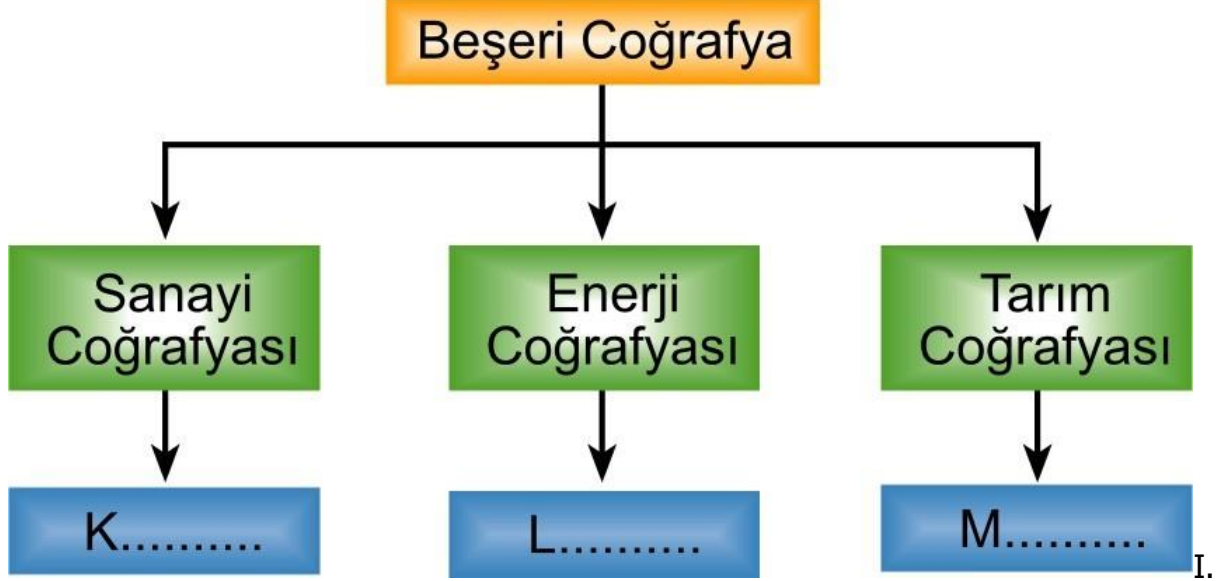 Beşeri Coğrafya
Sanayi
Coğrafyası
Enerji
Coğrafyası
Tarım
Coğrafyası
K..........
L..........
M..........
I.